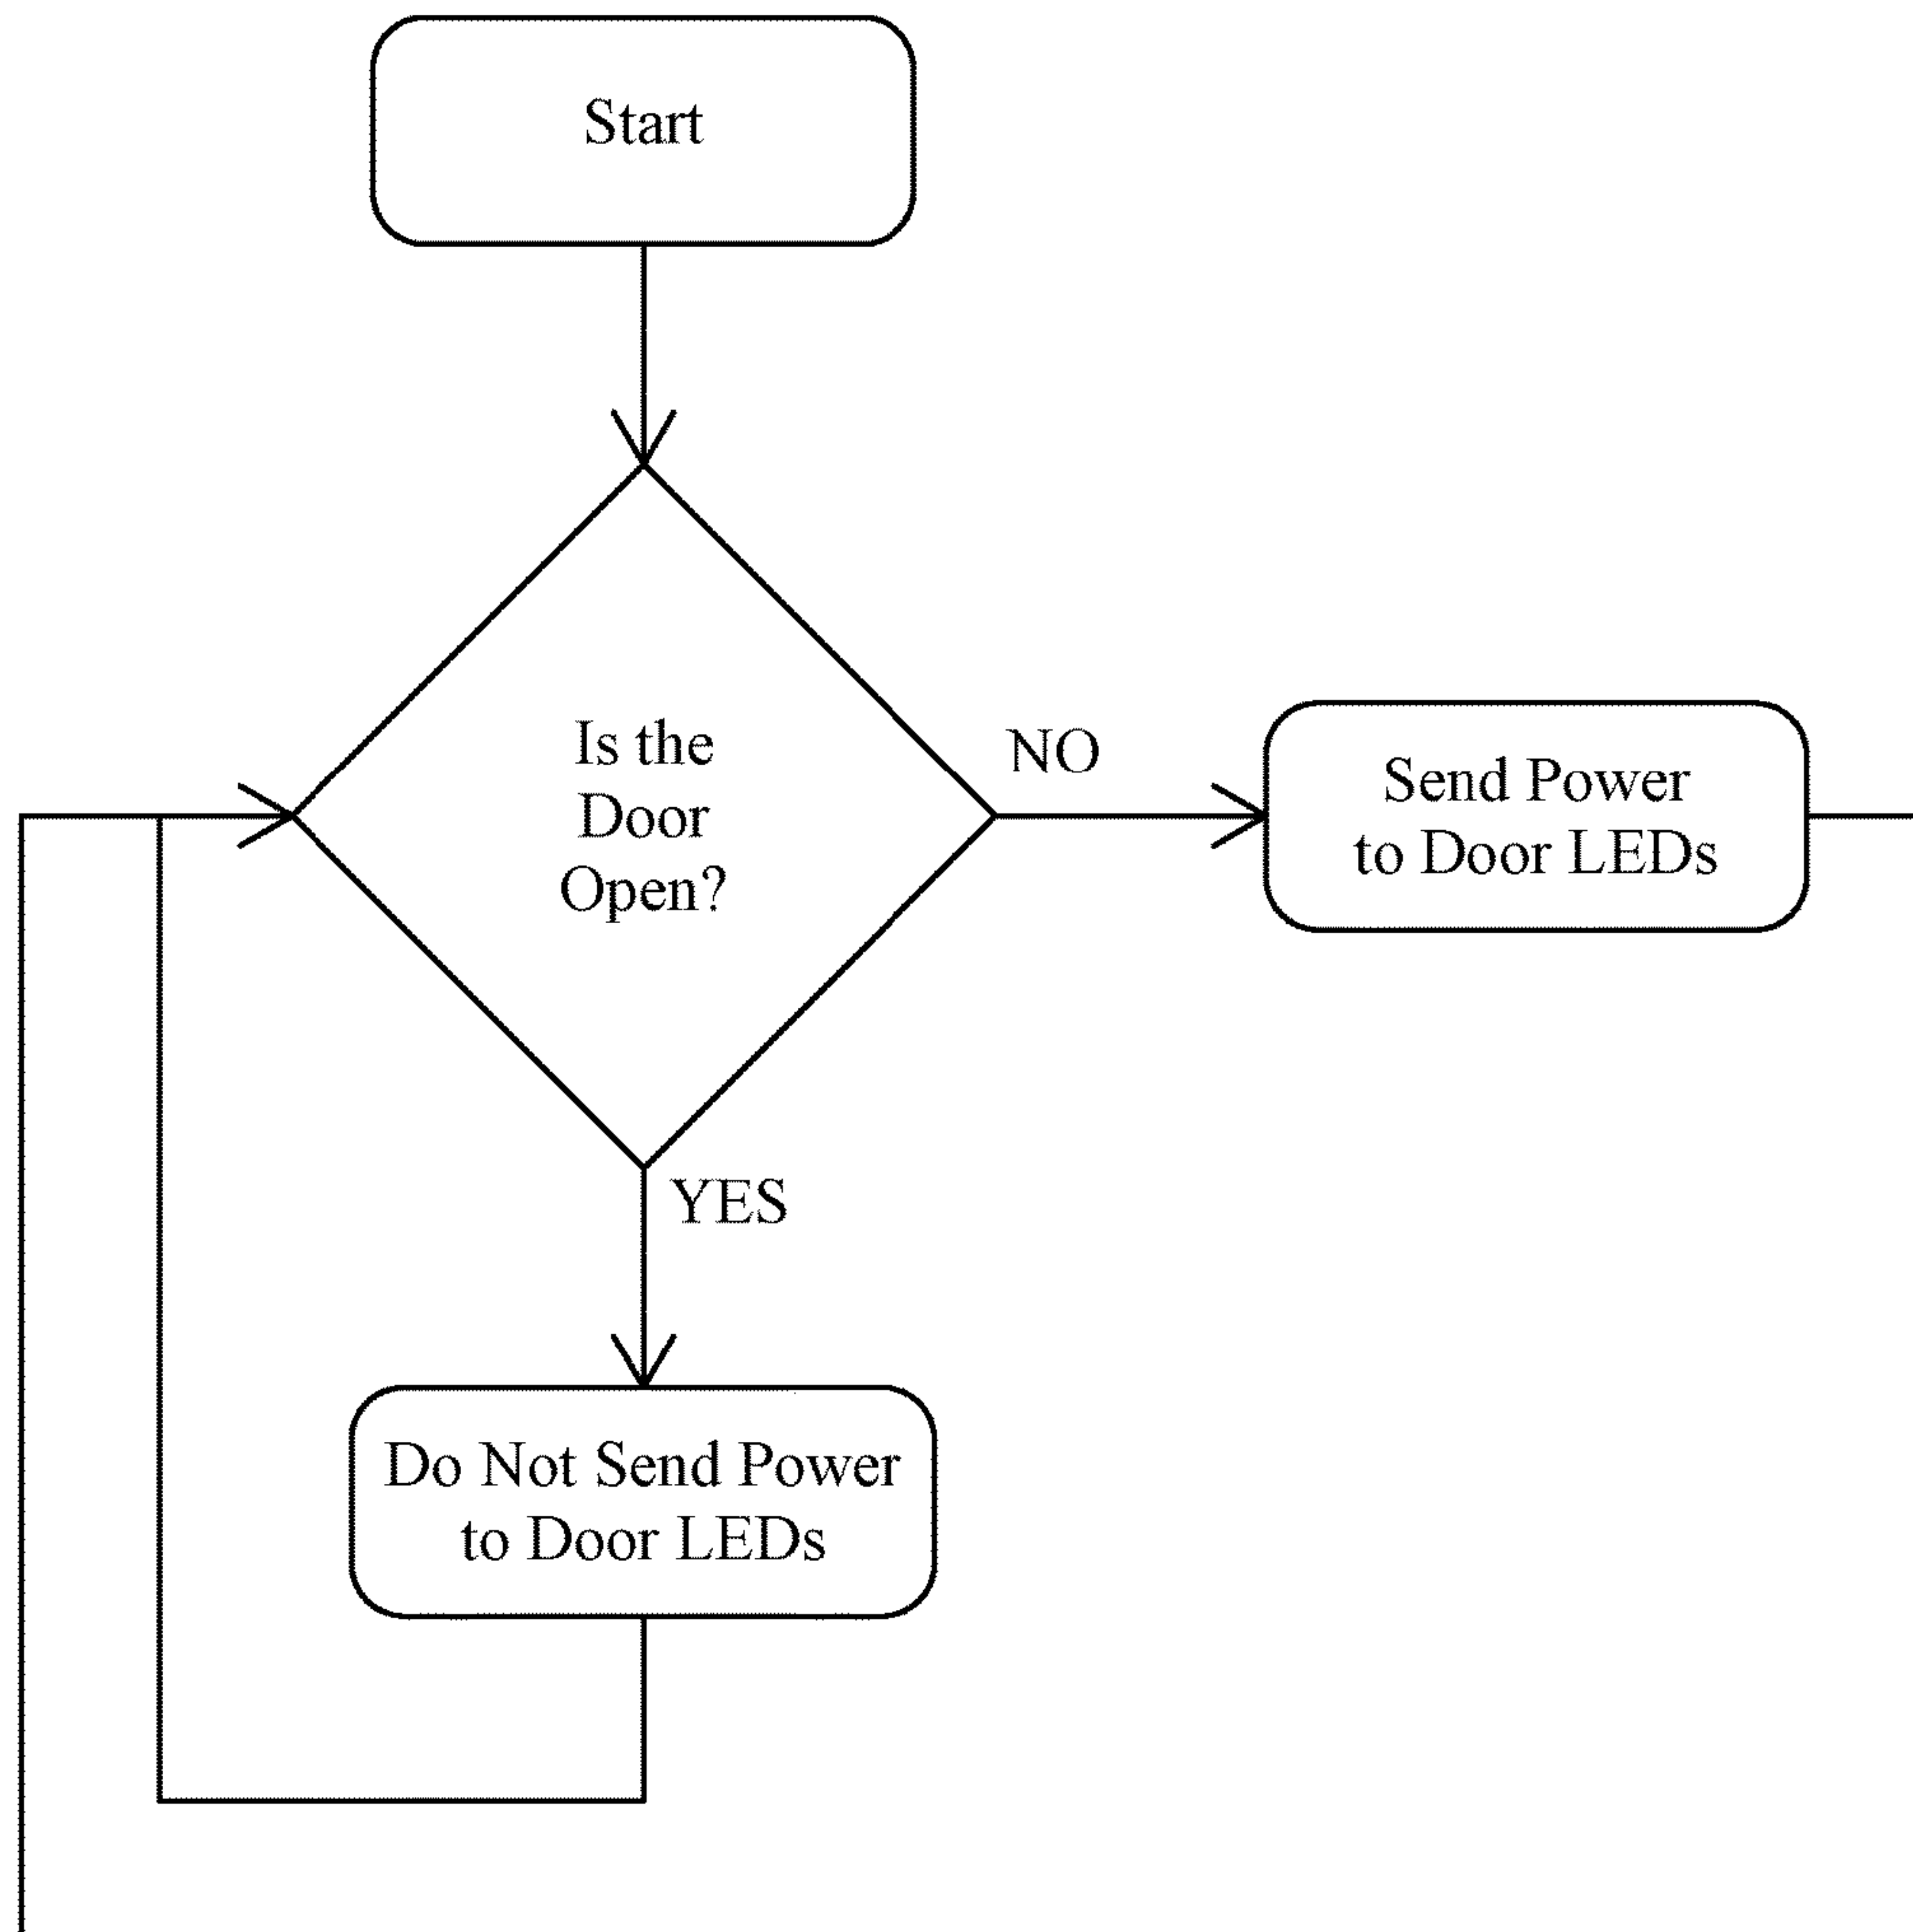 Start
Is the
Door
Open?
NO
Send Power
to Door LEDs
YES
Do Not Send Power
to Door LEDs